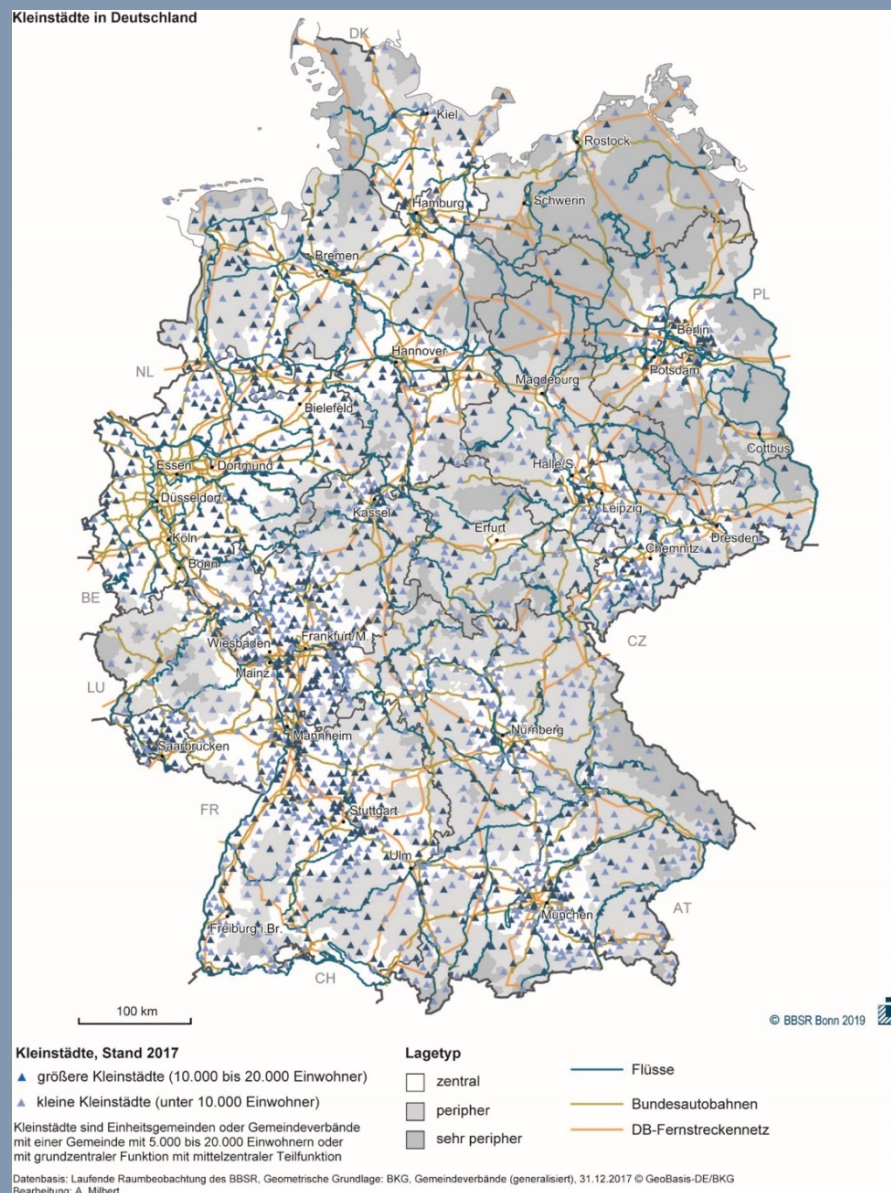 Kleinstädte in Deutschland
DK
Kiel
Rostock
Hamburg
Schwerin
Bremen
PL
Berlin
Hannover
NL
Potsdam
Magdeburg
Bielefeld
Cottbus
Essen
Dortmund
Halle/S.
Düsseldorf
Leipzig
Kassel
Erfurt
Dresden
Köln
Chemnitz
Bonn
BE
Wiesbaden
Frankfurt/M.
CZ
Mainz
LU
Mannheim
Nürnberg
Saarbrücken
FR
Stuttgart
Ulm
München
AT
Freiburg i.Br.
CH
100 km
© BBSR Bonn 2019
Kleinstädte, Stand 2017
größere Kleinstädte (10.000 bis 20.000 Einwohner)
kleine Kleinstädte (unter 10.000 Einwohner)
Kleinstädte sind Einheitsgemeinden oder Gemeindeverbände
mit einer Gemeinde mit 5.000 bis 20.000 Einwohnern oder
mit grundzentraler Funktion mit mittelzentraler Teilfunktion
Lagetyp
zentral
peripher
sehr peripher
Flüsse
Bundesautobahnen
DB-Fernstreckennetz
Datenbasis: Laufende Raumbeobachtung des BBSR, Geometrische Grundlage: BKG, Gemeindeverbände (generalisiert), 31.12.2017 © GeoBasis-DE/BKG
Bearbeitung: A. Milbert